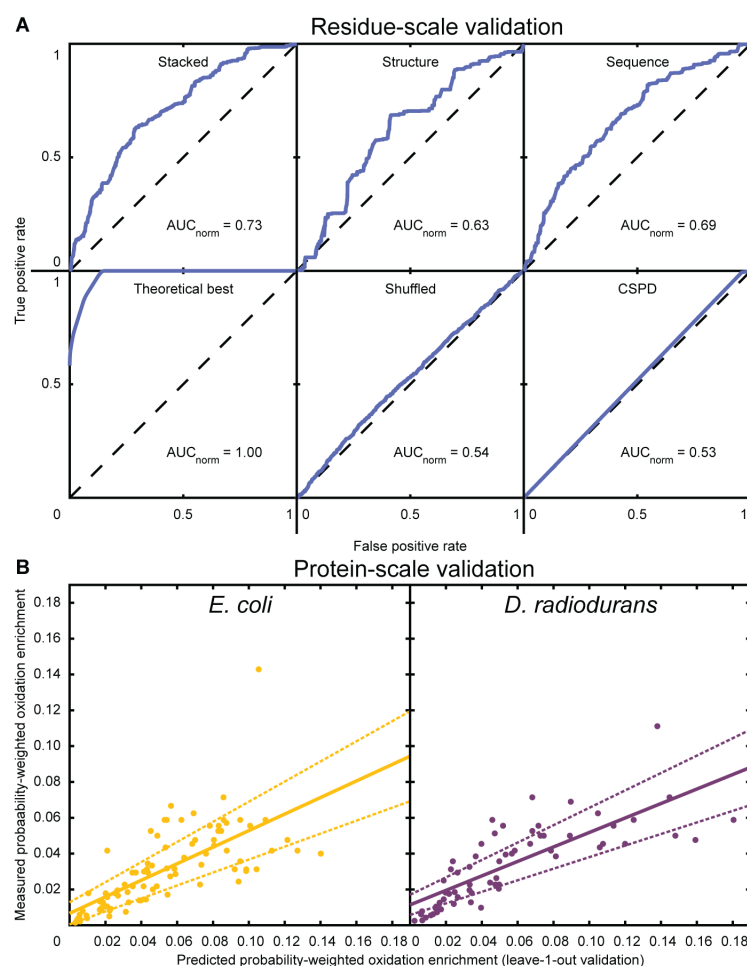 A
Residue-scale validation
1
Stacked
Structure
Sequence
0.5
AUCnorm = 0.73
AUCnorm = 0.63
AUCnorm = 0.69
0
True positive rate
1
Theoretical best
Shuffled
CSPD
0.5
AUCnorm = 1.00
AUCnorm = 0.54
AUCnorm = 0.53
0 0.5 1 0 0.5 1 0 0.5 1
False positive rate
B
Protein-scale validation
E. coli
D. radiodurans
0.18
0.16
0.14
0.12
0.10
0.08
0.06
0.04
0.02
Measured probability-weighted oxidation enrichment
0 0.02 0.04 0.06 0.08 0.10 0.12 0.14 0.16 0.18 0 0.02 0.04 0.06 0.08 0.10 0.12 0.14 0.16 0.18
Predicted probability-weighted oxidation enrichment (leave-1-out validation)